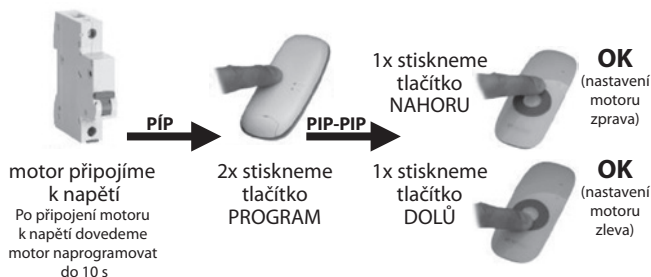 PÍP
motor připojíme
k napětí
Po připojení motoru
k napětí dovedeme
motor naprogramovat
do 10 s
2x stiskneme
tlačítko
PROGRAM
PIP-PIP
1x stiskneme
tlačítko
NAHORU
OK
(nastavení
motoru
zprava)
1x stiskneme
tlačítko
DOLŮ
OK
(nastavení
motoru
zleva)